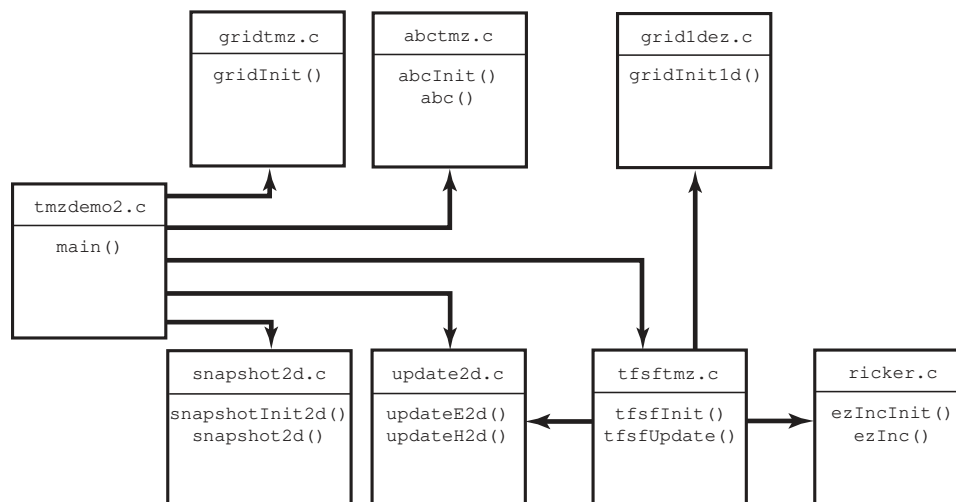 gridtmz.c
gridInit()
abctmz.c
abcInit()
abc()
grid1dez.c
gridInit1d()
tmzdemo2.c
main()
snapshot2d.c
snapshotInit2d()
snapshot2d()
update2d.c
updateE2d()
updateH2d()
tfsftmz.c
tfsfInit()
tfsfUpdate()
ricker.c
ezIncInit()
ezInc()